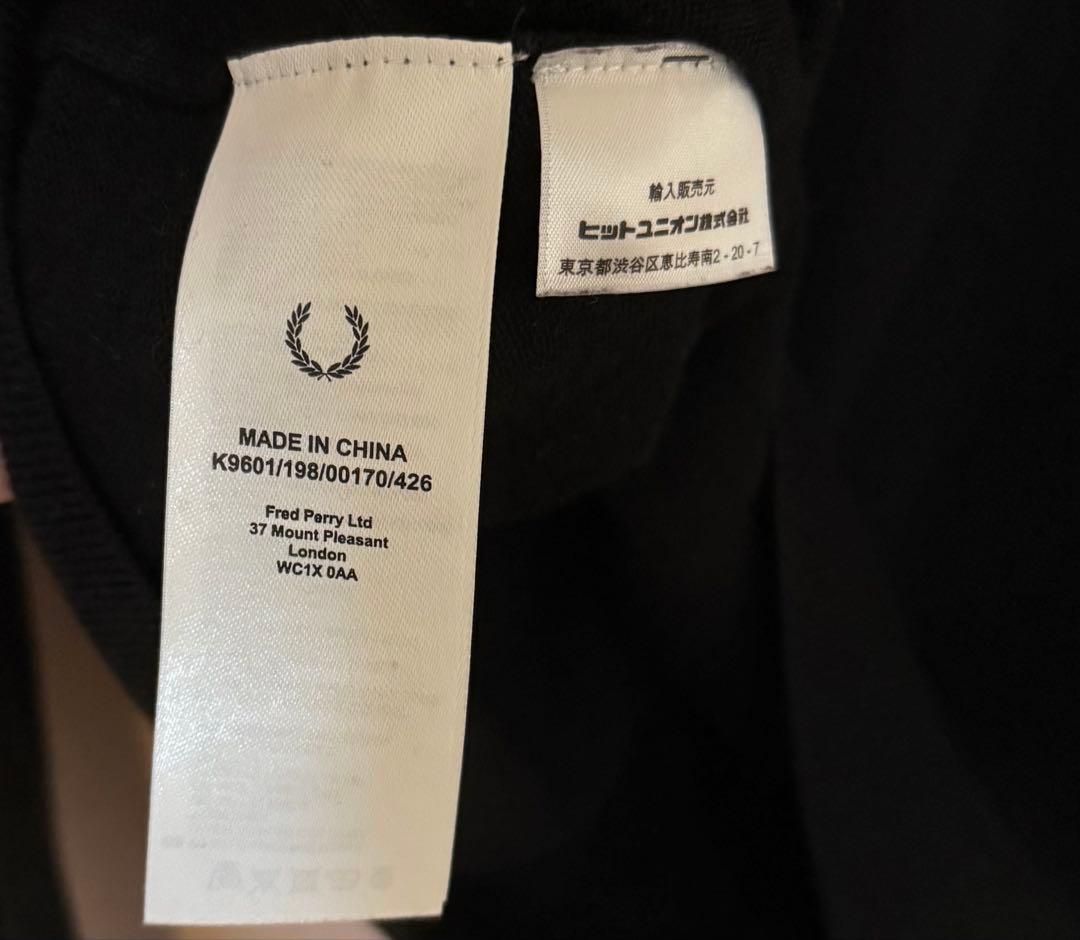 MADE IN CHINA
K9601/198/00170/426
Fred Perry Ltd
37 Mount Pleasant
London
WC1X 0AA
輸入販売元
ヒットユニオン株式会社
東京都渋谷区恵比寿南2-20-7